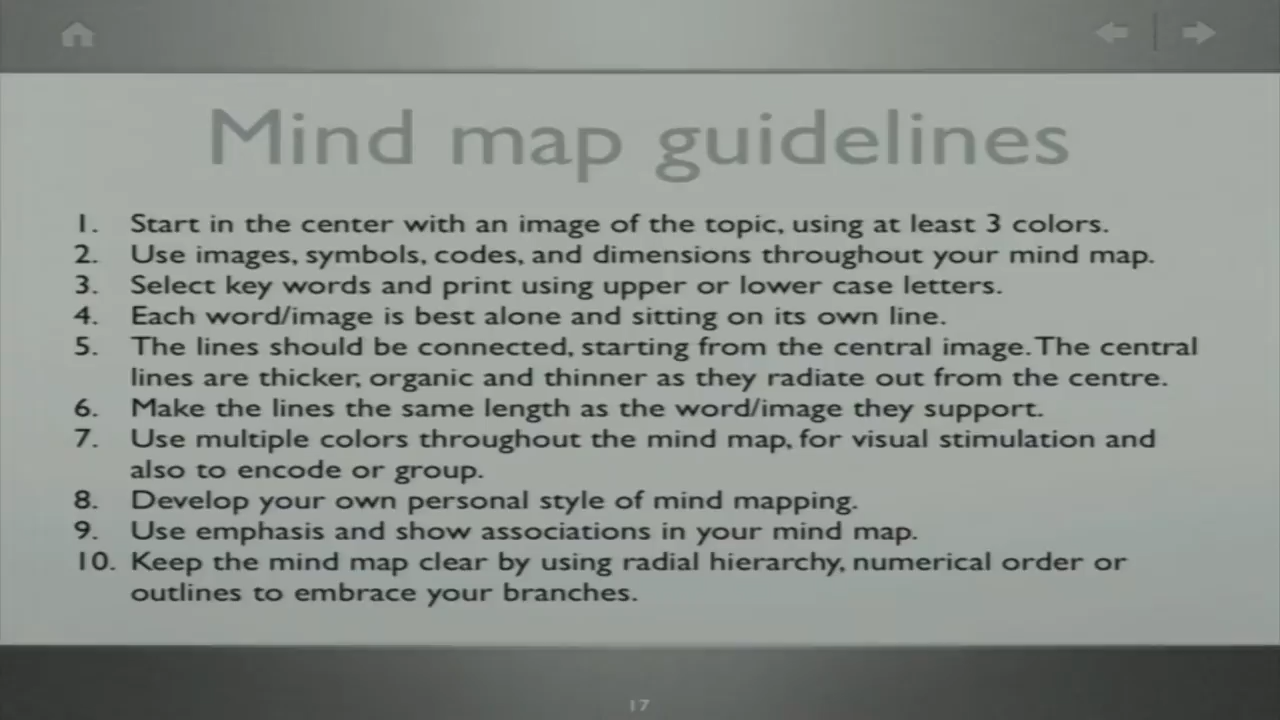 Mind map guidelines
1. Start in the center with an image of the topic, using at least 3 colors.
2. Use images, symbols, codes, and dimensions throughout your mind map.
3. Select key words and print using upper or lower case letters.
4. Each word/image is best alone and sitting on its own line.
5. The lines should be connected, starting from the central image. The central
lines are thicker, organic and thinner as they radiate out from the centre.
6. Make the lines the same length as the word/image they support.
7. Use multiple colors throughout the mind map, for visual stimulation and
also to encode or group.
8. Develop your own personal style of mind mapping.
9. Use emphasis and show associations in your mind map.
10. Keep the mind map clear by using radial hierarchy, numerical order or
outlines to embrace your branches.
17